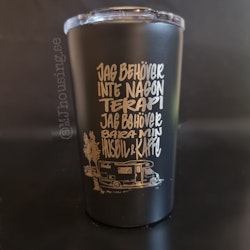 JAG BEHÖVER
INTE NÅGON
TERAPI
JAG BEHÖVER
BARA MIN
HUSBIL & KAFFE
@MJhousing.se